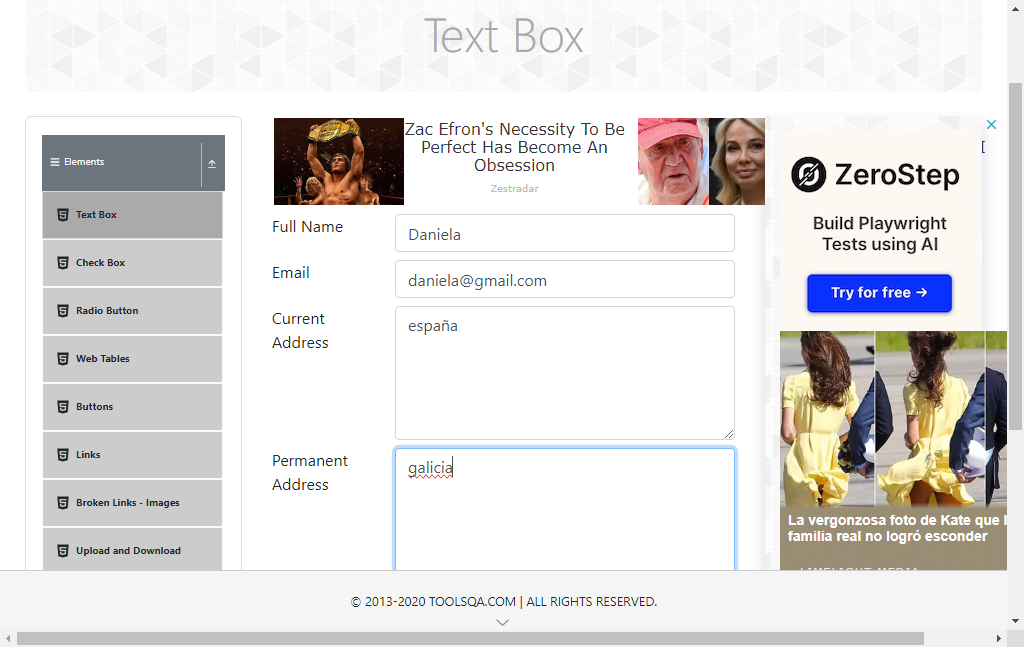 Text Box
Elements
Text Box
Check Box
Radio Button
Web Tables
Buttons
Links
Broken Links - Images
Upload and Download
Zac Efron's Necessity To Be
Perfect Has Become An
Obsession
Zestradar
Full Name
Daniela
Email
daniela@gmail.com
Current
Address
españa
Permanent
Address
galicia
ZeroStep
Build Playwright
Tests using AI
Try for free →
La vergonzosa foto de Kate que l
familia real no logró esconder
© 2013-2020 TOOLSQA.COM | ALL RIGHTS RESERVED.